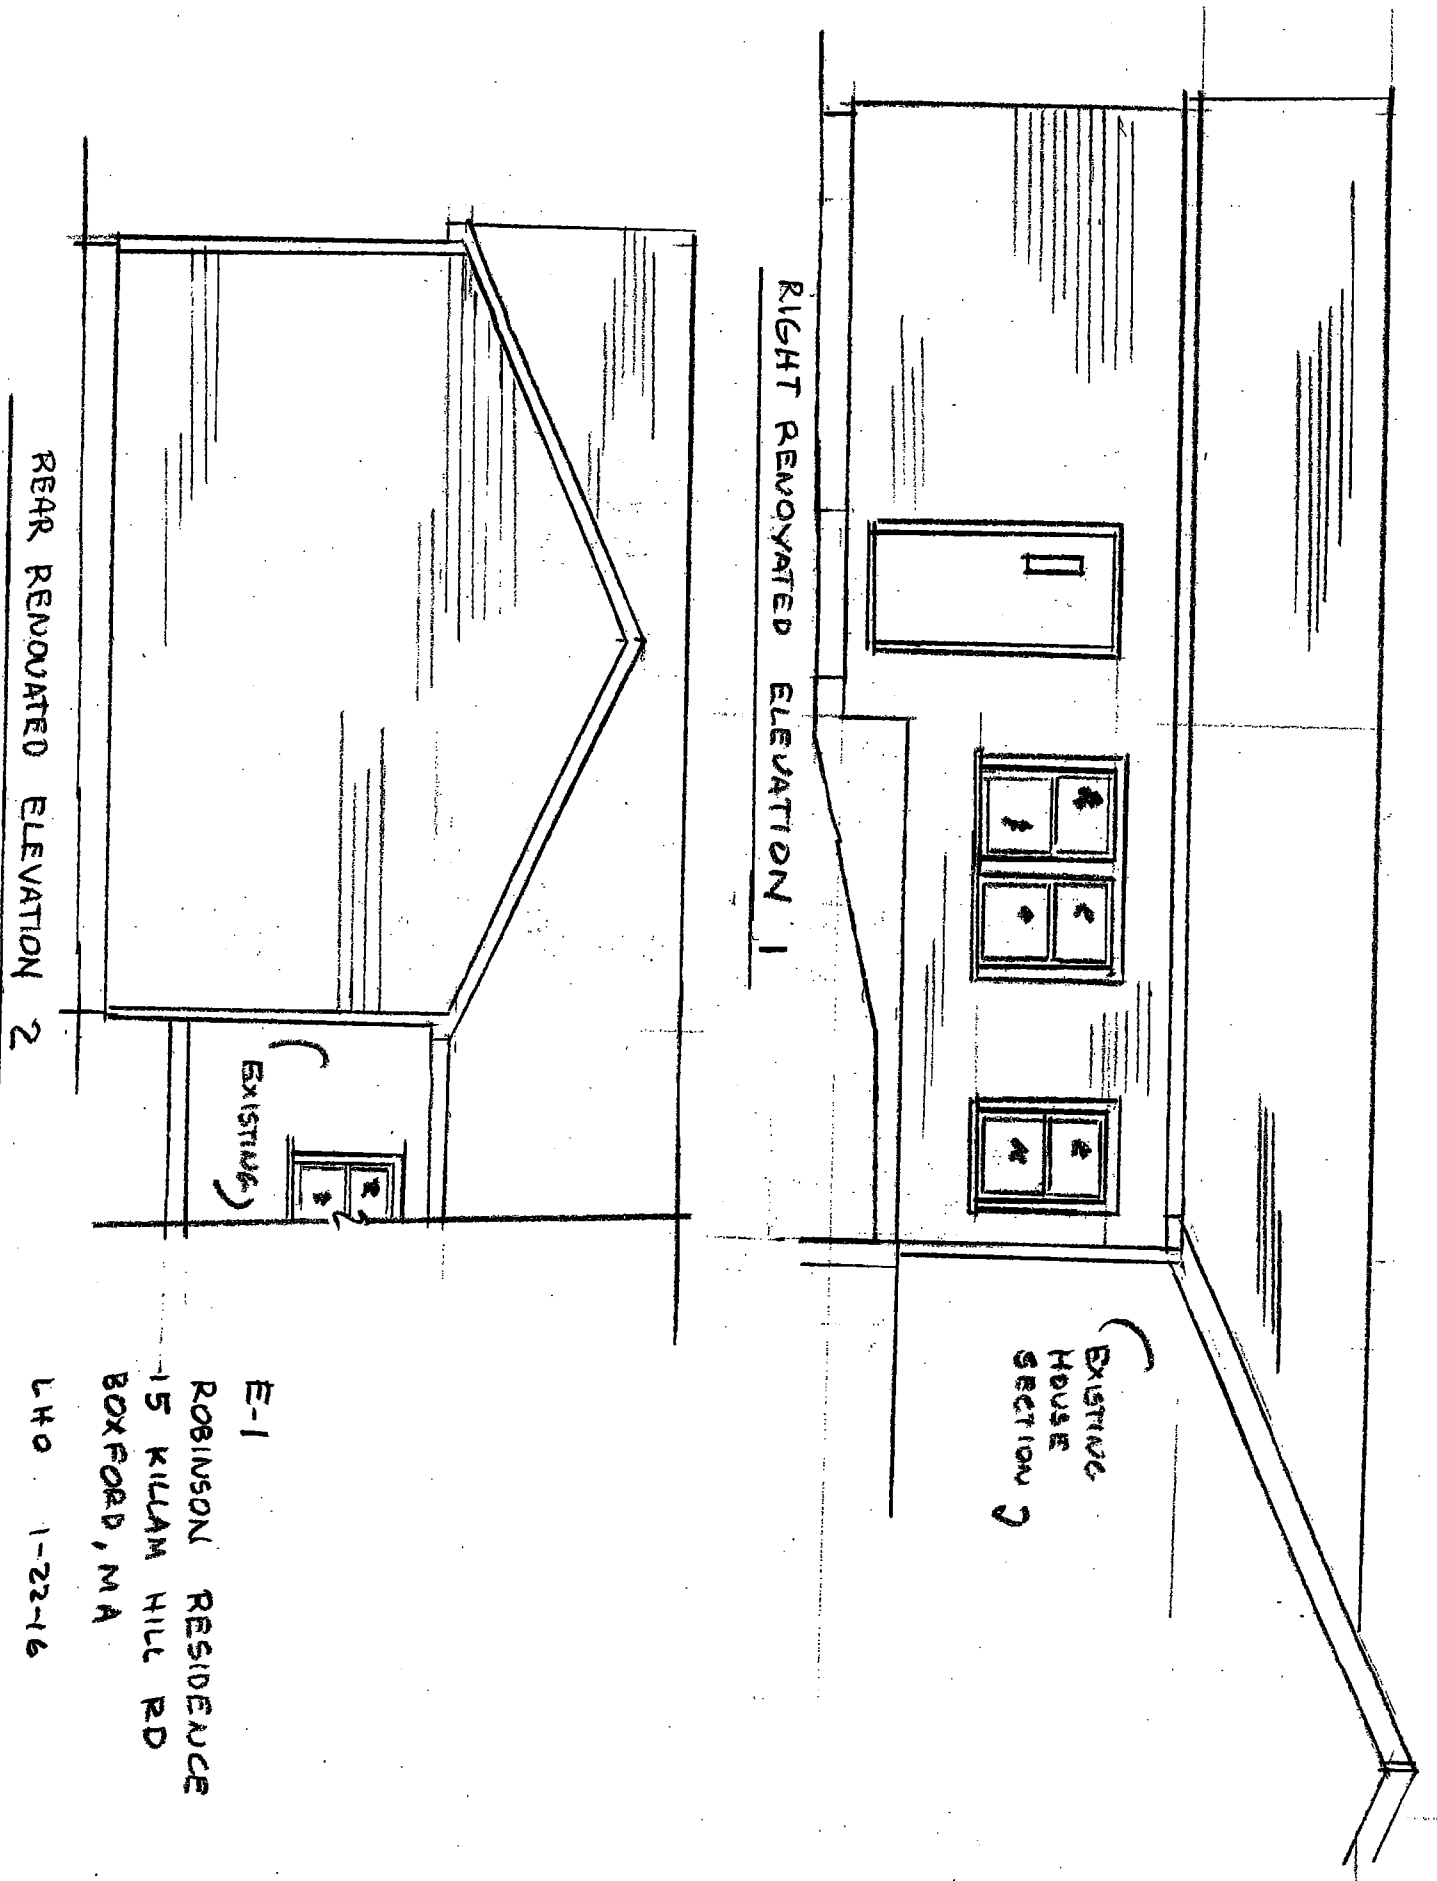 (EXISTING
HOUSE
SECTION)
RIGHT RENOVATED ELEVATION 1
(EXISTING)
REAR RENOVATED ELEVATION 2
E-1
ROBINSON RESIDENCE
15 KILLAM HILL RD
BOXFORD, MA
LHO 1-22-16